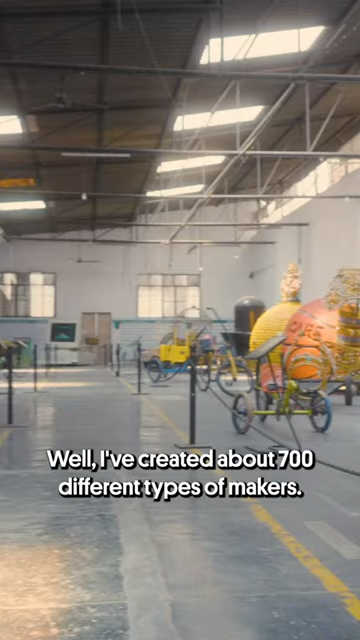 Well, I've created about 700
different types of makers.